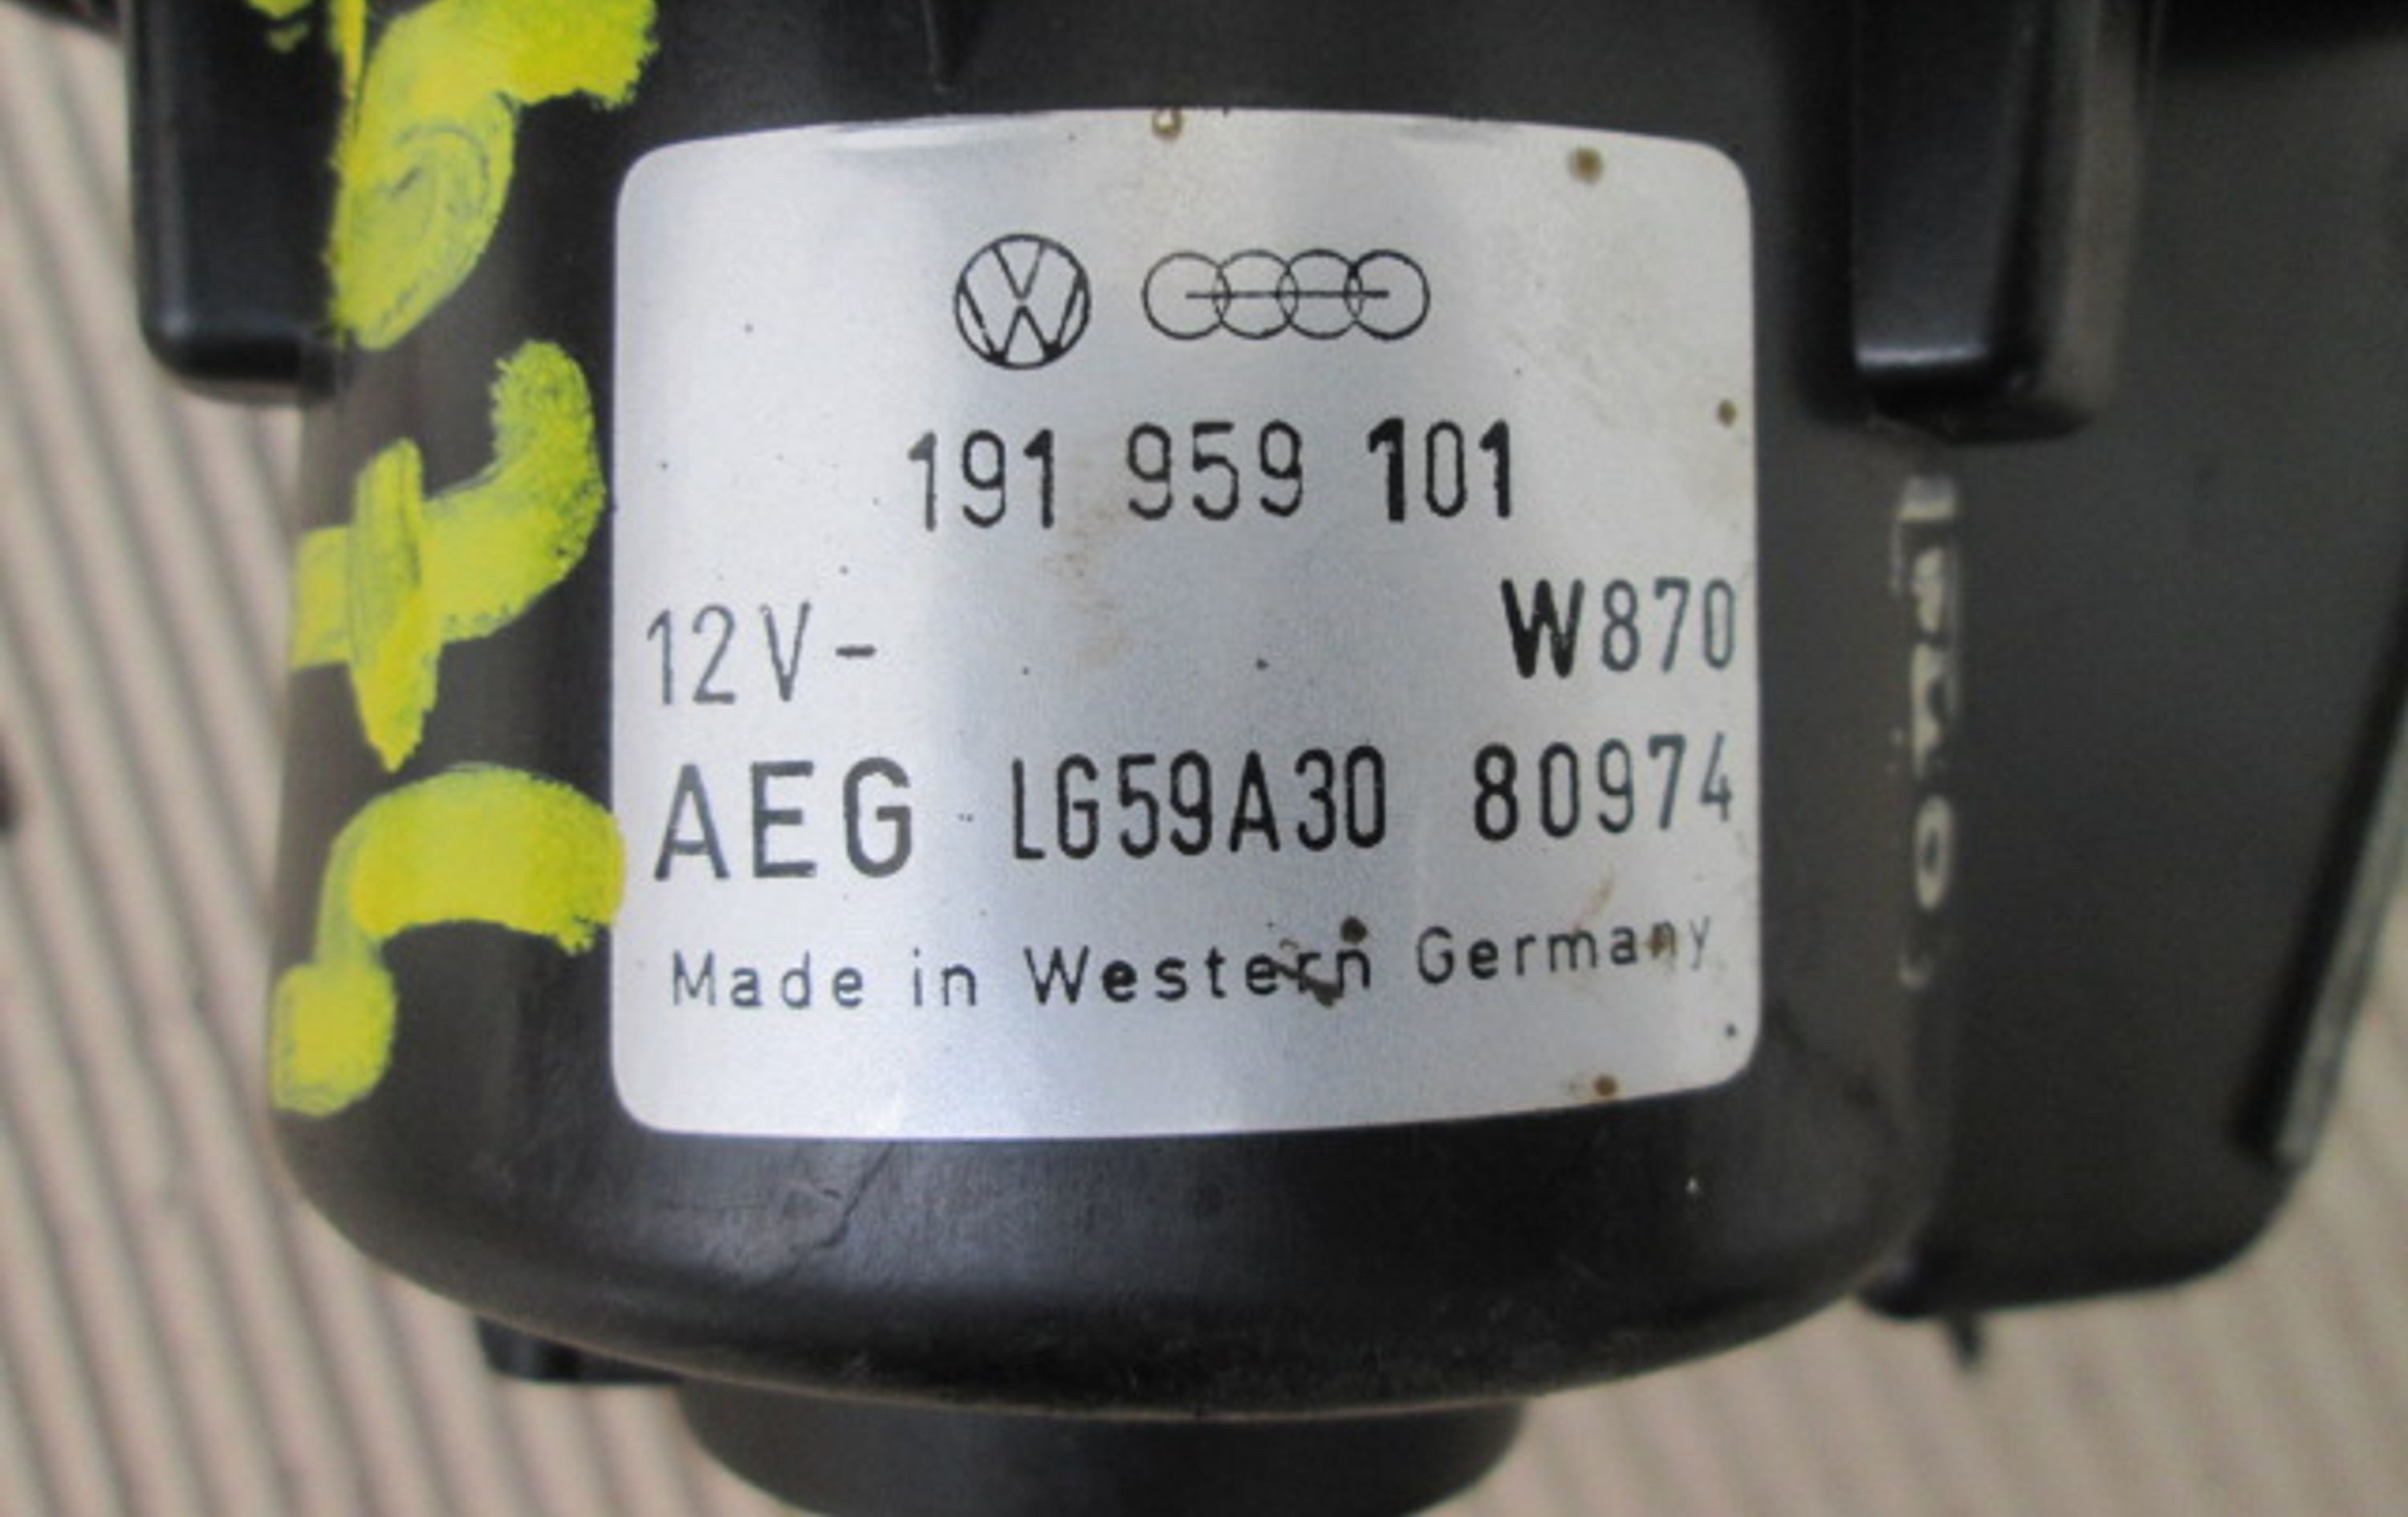 191 959 101
12V- W870
AEG LG59A30 80974
Made in Western Germany